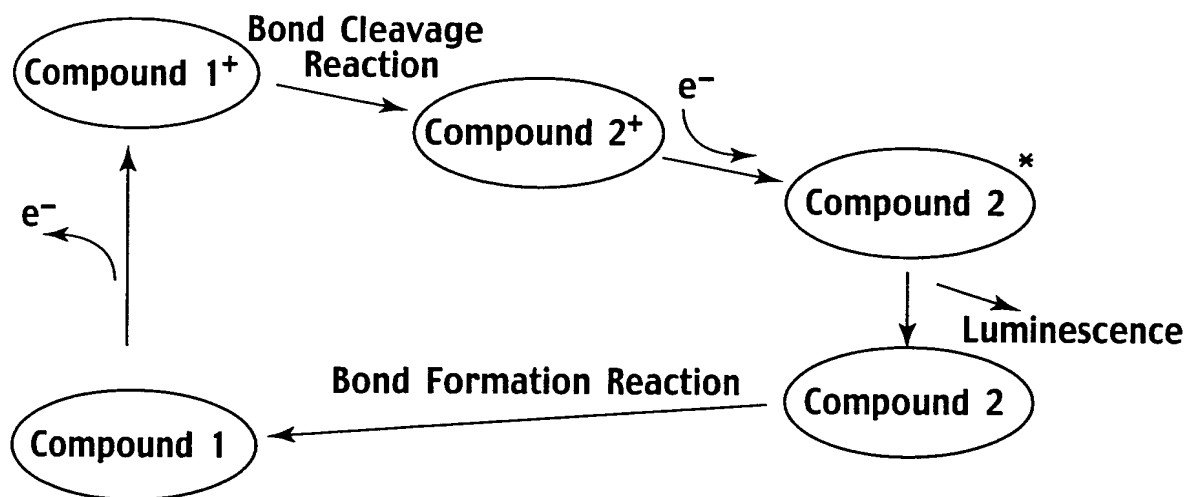 Bond Cleavage
Reaction
Compound 1⁺
e⁻
Compound 2⁺
*
Compound 2
e⁻
Luminescence
Bond Formation Reaction
Compound 2
Compound 1